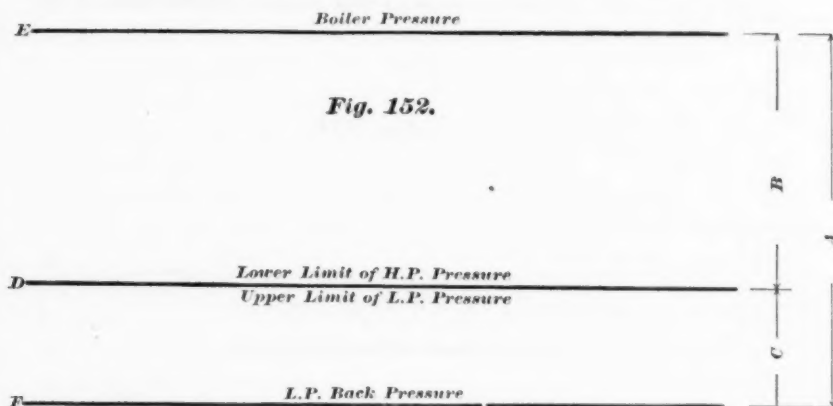 Boiler Pressure
E
Fig. 152.
B
A
Lower Limit of H.P. Pressure
D
Upper Limit of L.P. Pressure
C
L.P. Back Pressure
F